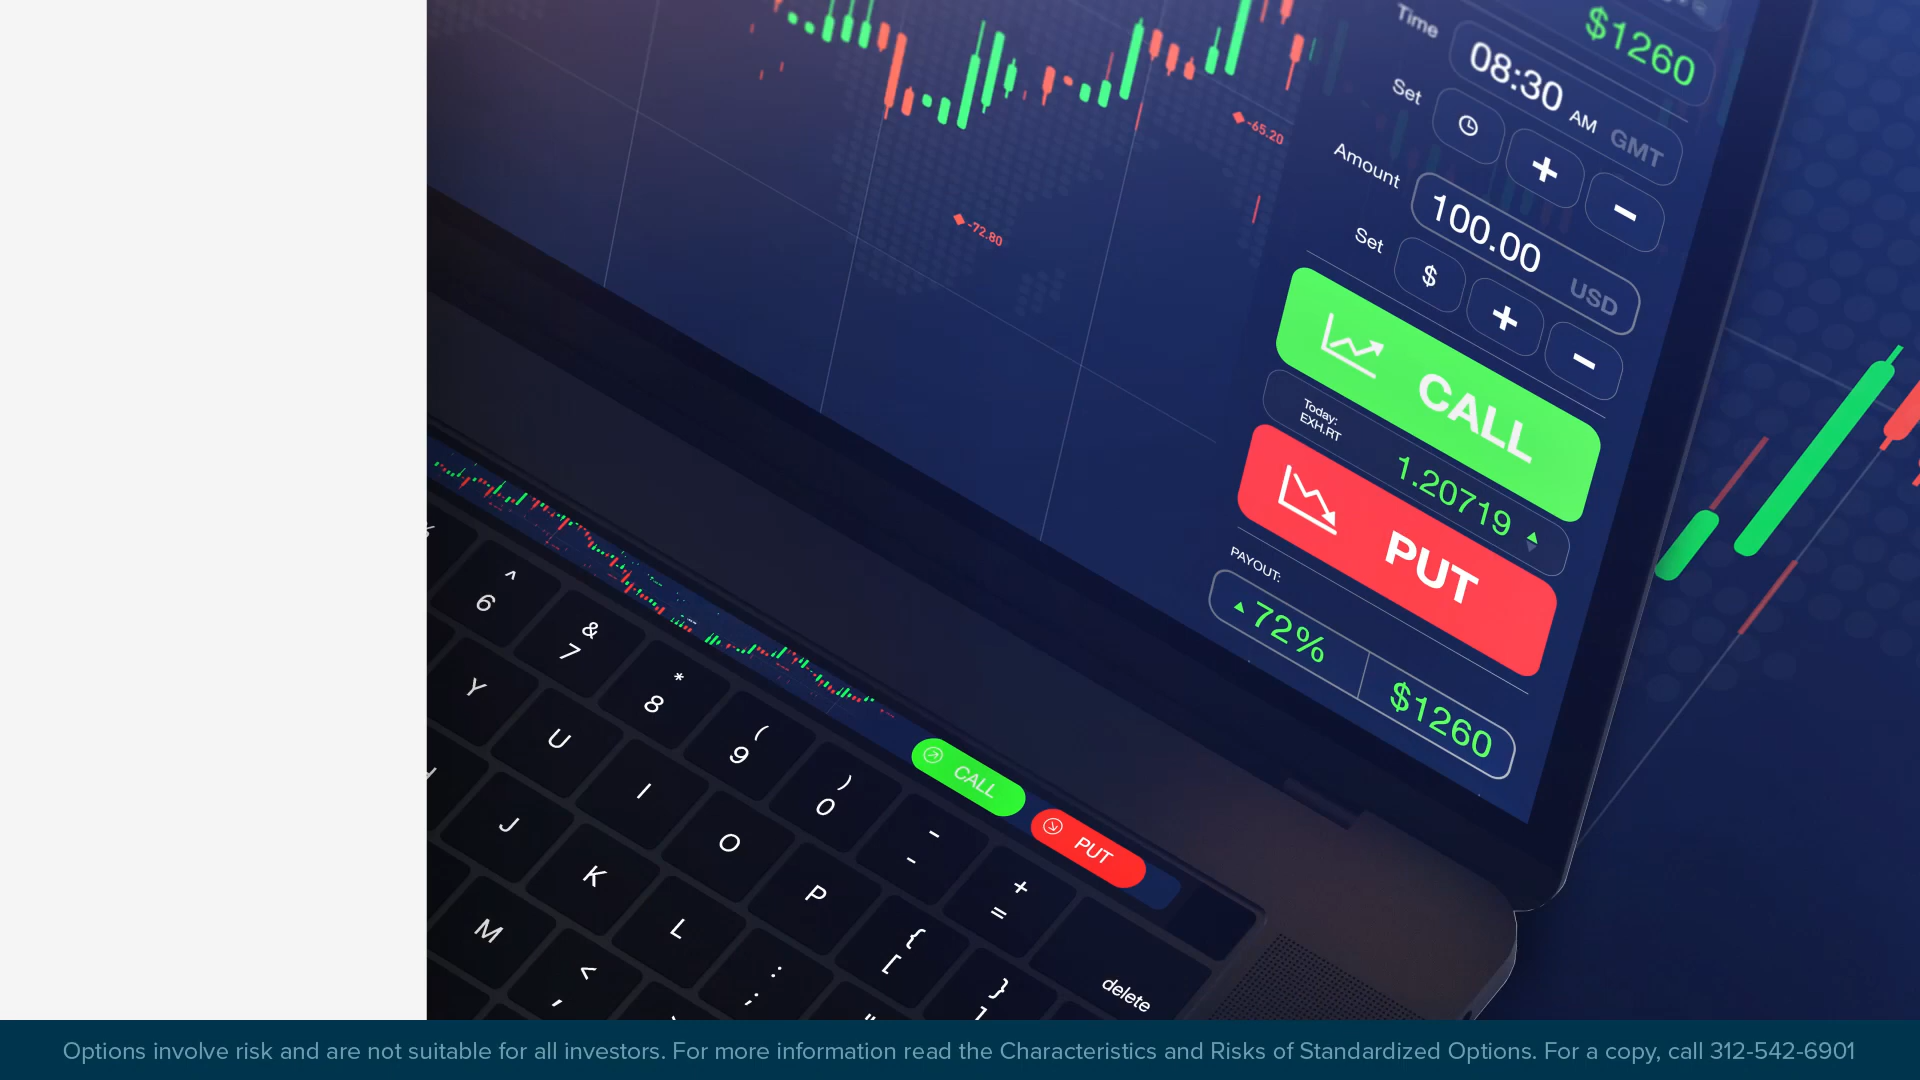 $1260
Time
08:30 AM GMT
Set
+
−
Amount
100.00 USD
Set
$
+
−
-65.20
-72.80
CALL
Today:
EXH.RT
1.20719
PUT
PAYOUT:
72%
$1260
CALL
PUT
^
6
&
7
*
8
(
9
)
0
-
+
=
delete
Y
U
I
O
P
{
[
}
]
J
K
L
:
;
M
<
,
Options involve risk and are not suitable for all investors. For more information read the Characteristics and Risks of Standardized Options. For a copy, call 312-542-6901